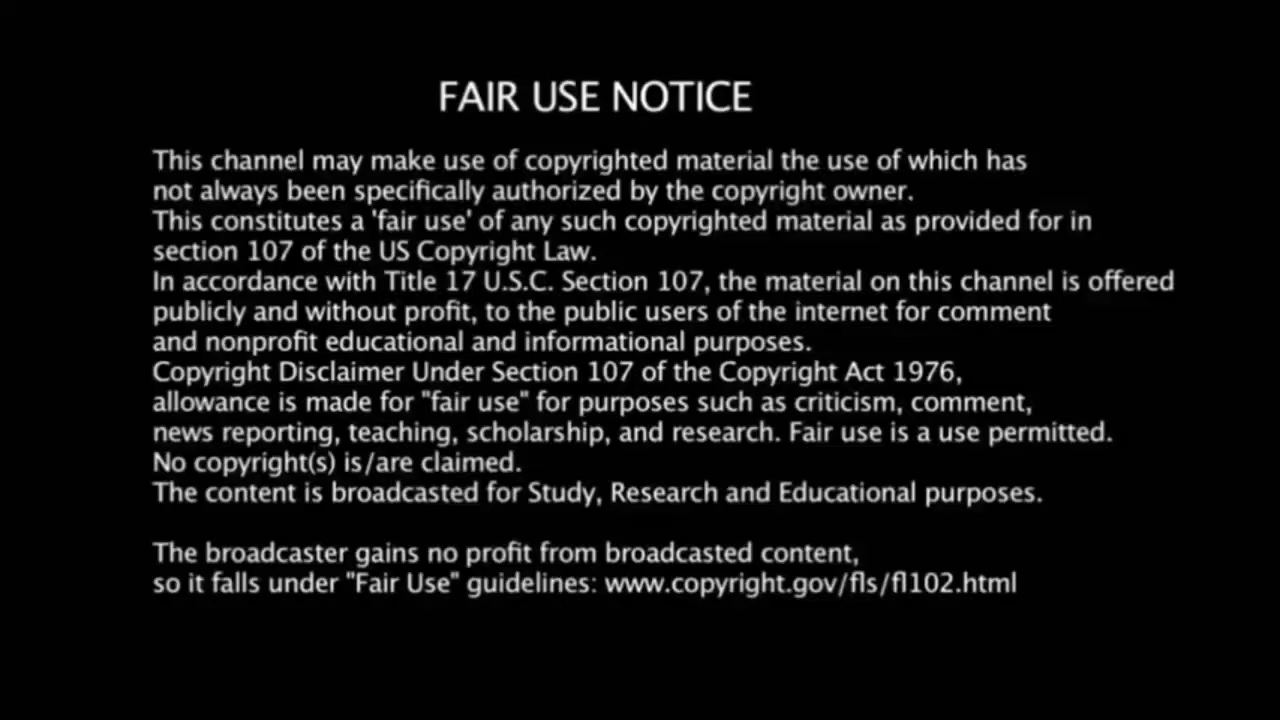 FAIR USE NOTICE
This channel may make use of copyrighted material the use of which has
not always been specifically authorized by the copyright owner.
This constitutes a 'fair use' of any such copyrighted material as provided for in
section 107 of the US Copyright Law.
In accordance with Title 17 U.S.C. Section 107, the material on this channel is offered
publicly and without profit, to the public users of the internet for comment
and nonprofit educational and informational purposes.
Copyright Disclaimer Under Section 107 of the Copyright Act 1976,
allowance is made for "fair use" for purposes such as criticism, comment,
news reporting, teaching, scholarship, and research. Fair use is a use permitted.
No copyright(s) is/are claimed.
The content is broadcasted for Study, Research and Educational purposes.
The broadcaster gains no profit from broadcasted content,
so it falls under "Fair Use" guidelines: www.copyright.gov/fls/fl102.html